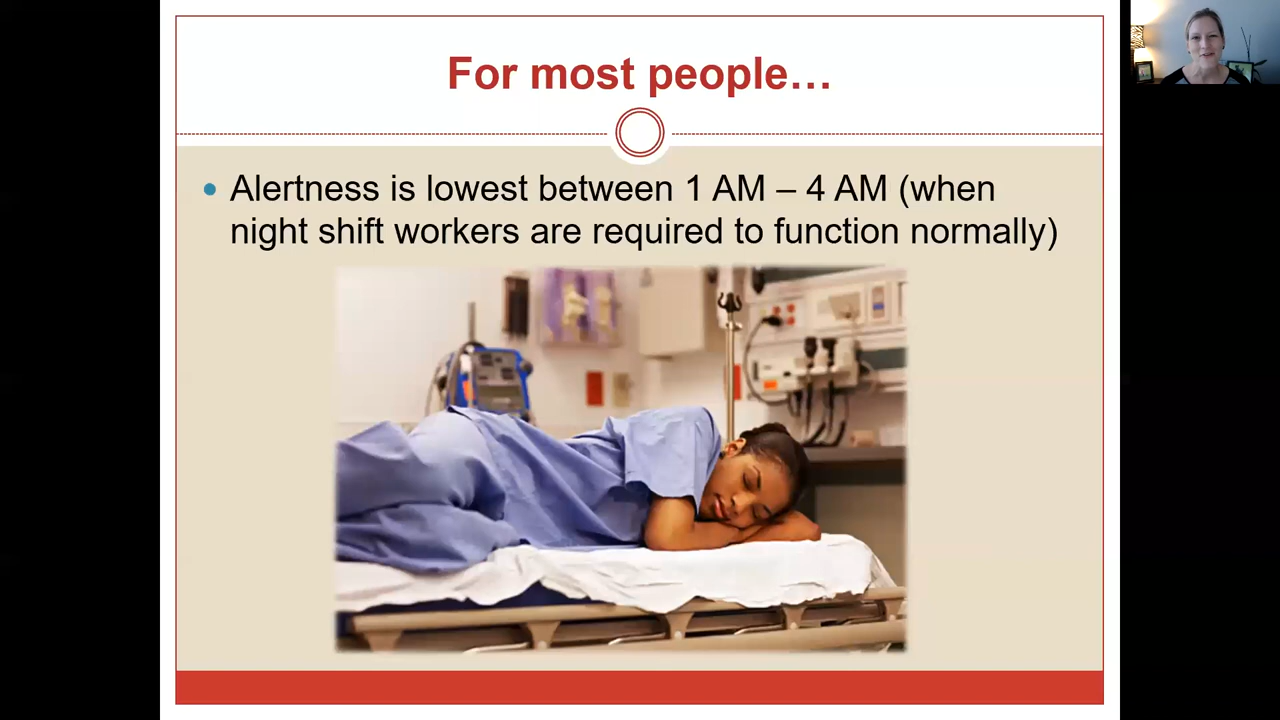 For most people…
• Alertness is lowest between 1 AM – 4 AM (when
night shift workers are required to function normally)